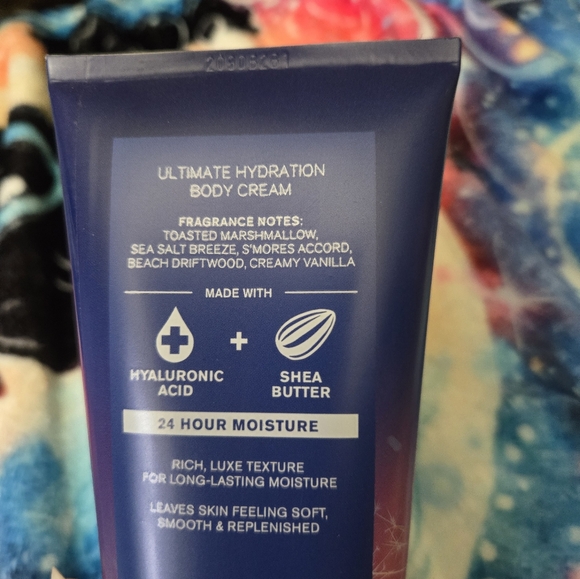 ULTIMATE HYDRATION
BODY CREAM
FRAGRANCE NOTES:
TOASTED MARSHMALLOW,
SEA SALT BREEZE, S'MORES ACCORD,
BEACH DRIFTWOOD, CREAMY VANILLA
MADE WITH
+
HYALURONIC
ACID
SHEA
BUTTER
24 HOUR MOISTURE
RICH, LUXE TEXTURE
FOR LONG-LASTING MOISTURE
LEAVES SKIN FEELING SOFT,
SMOOTH & REPLENISHED